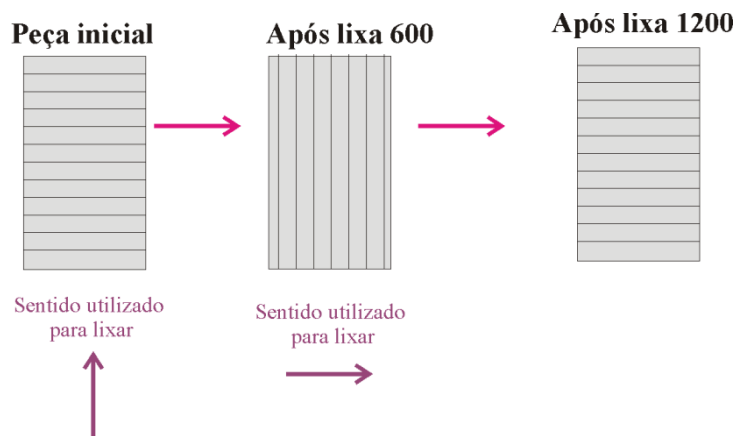 Peça inicial
Após lixa 600
Após lixa 1200
Sentido utilizado
para lixar
Sentido utilizado
para lixar